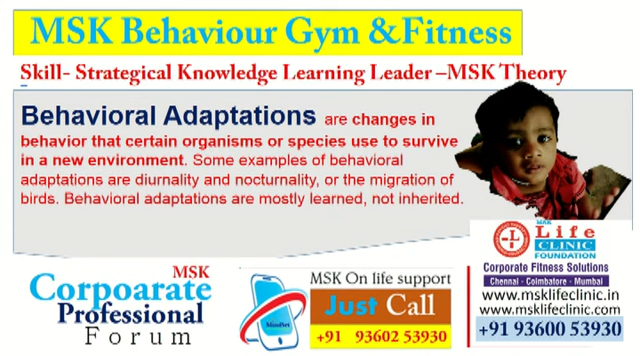 MSK Behaviour Gym &Fitness
Skill- Strategical Knowledge Learning Leader –MSK Theory
Behavioral Adaptations are changes in
behavior that certain organisms or species use to survive
in a new environment. Some examples of behavioral
adaptations are diurnality and nocturnality, or the migration of
birds. Behavioral adaptations are mostly learned, not inherited.
MSK
Life
CLINIC
FOUNDATION
Corporate Fitness Solutions
Chennai - Coimbatore - Mumbai
www.msklifeclinic.in
www.msklifeclinic.com
+91 93600 53930
MSK
Corpoarate
Professional
Forum
MindSet
MSK On life support
Just Call
+91 93602 53930